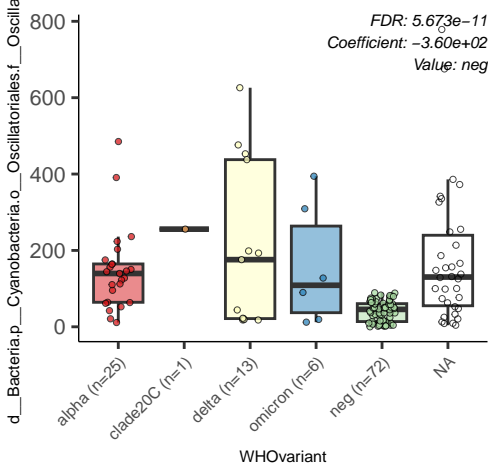 FDR: 5.673e−11
Coefficient: −3.60e+02
Value: neg
d__Bacteria.p__Cyanobacteria.o__Oscillatoriales.f__Oscilla
800
600
400
200
0
alpha (n=25)
clade20C (n=1)
delta (n=13)
omicron (n=6)
neg (n=72)
NA
WHOvariant